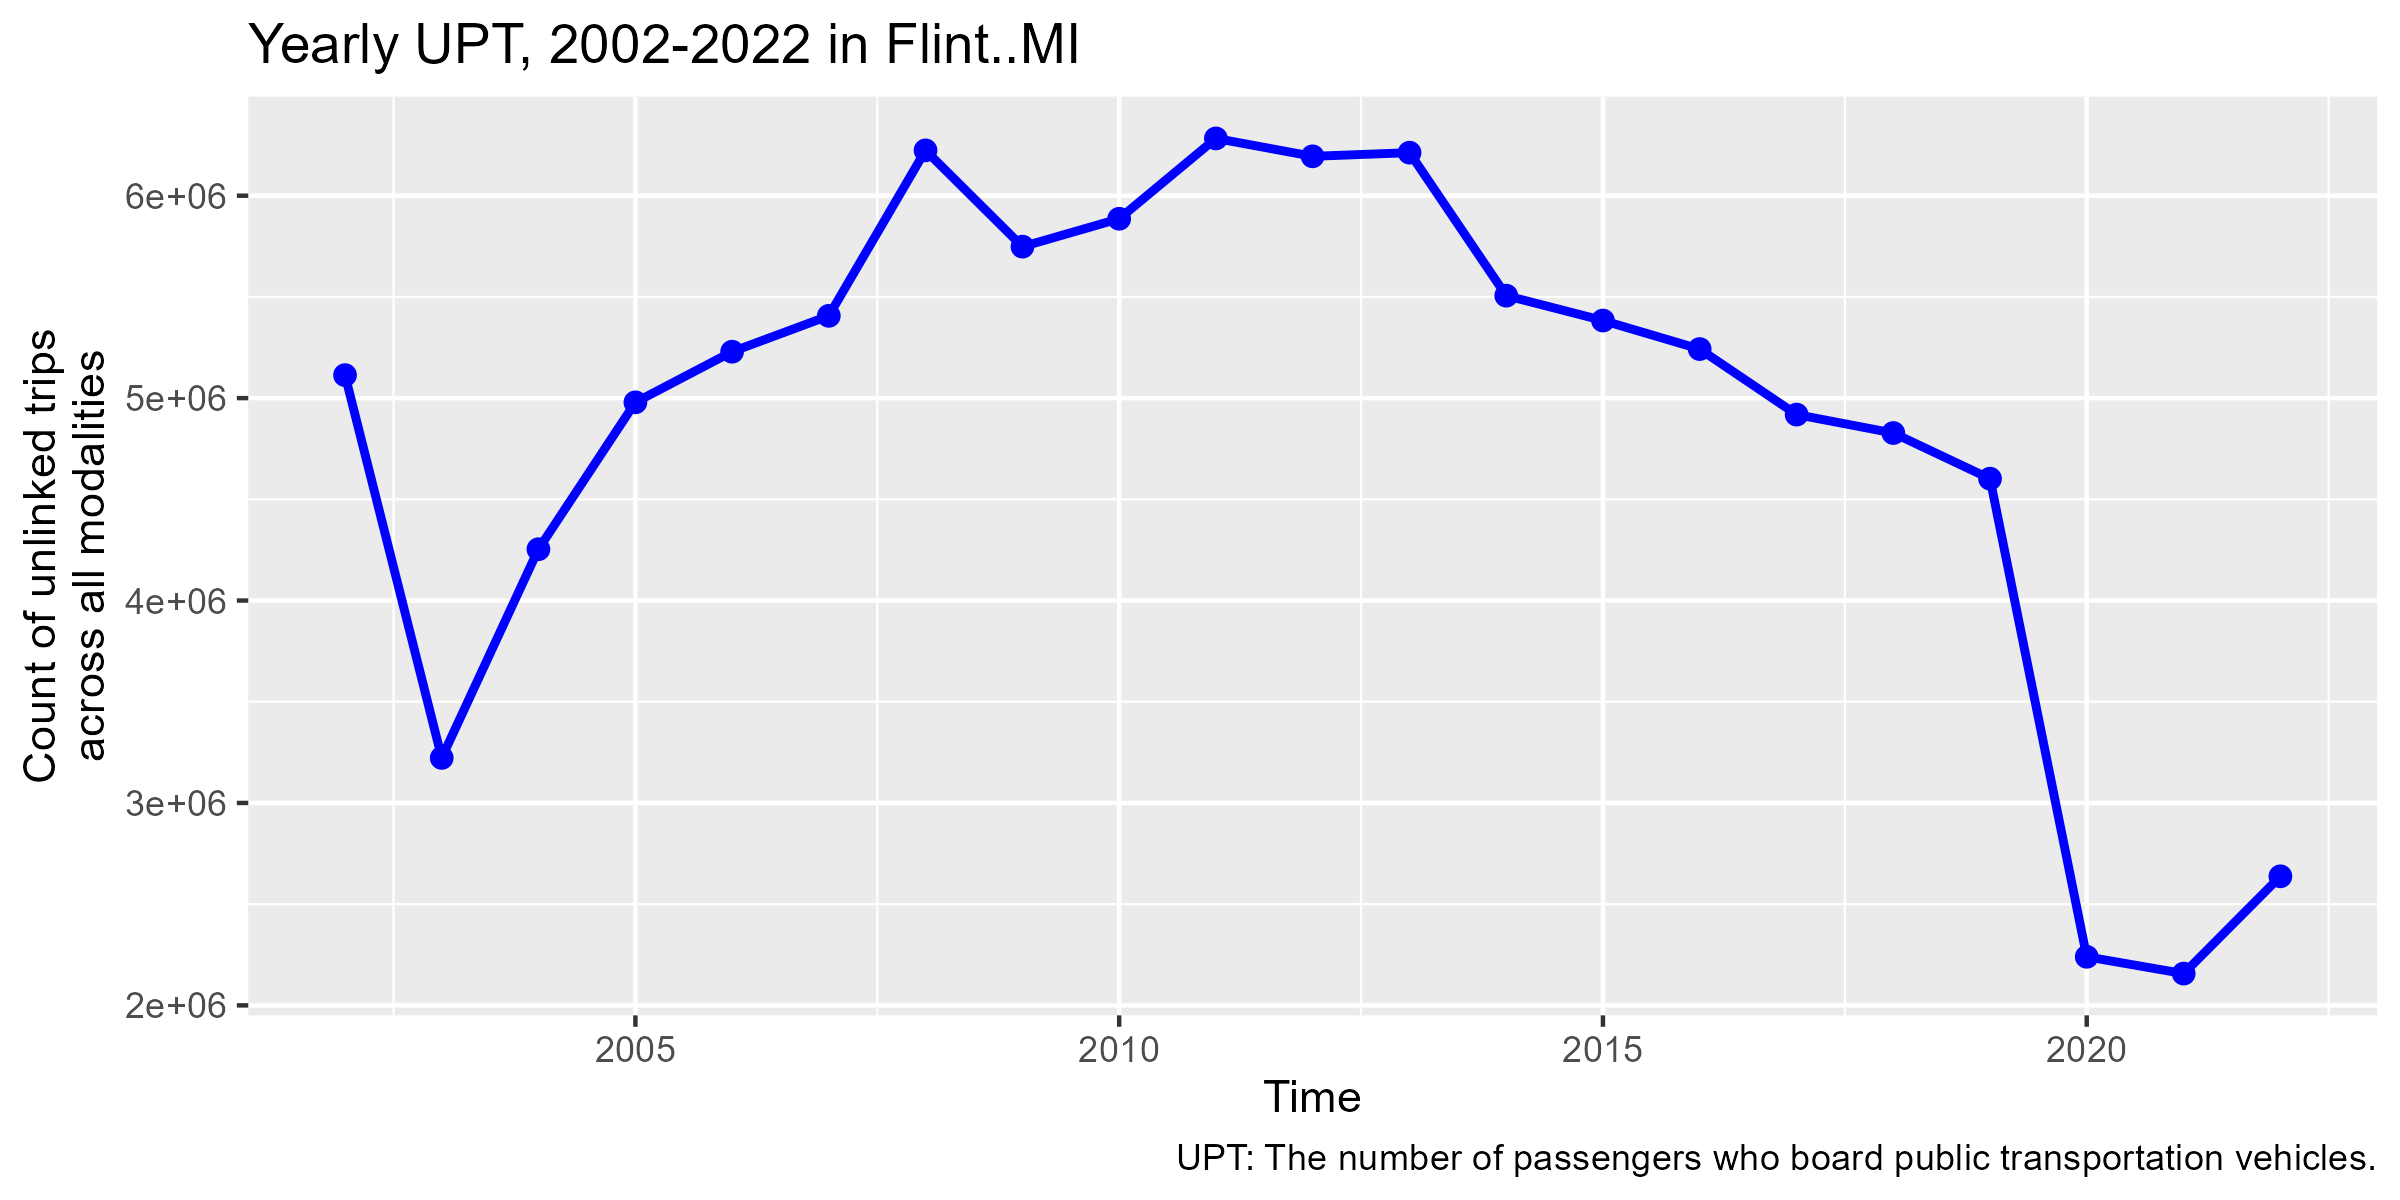 Yearly UPT, 2002-2022 in Flint..MI
Count of unlinked trips
across all modalities
6e+06
5e+06
4e+06
3e+06
2e+06
2005
2010
2015
2020
Time
UPT: The number of passengers who board public transportation vehicles.